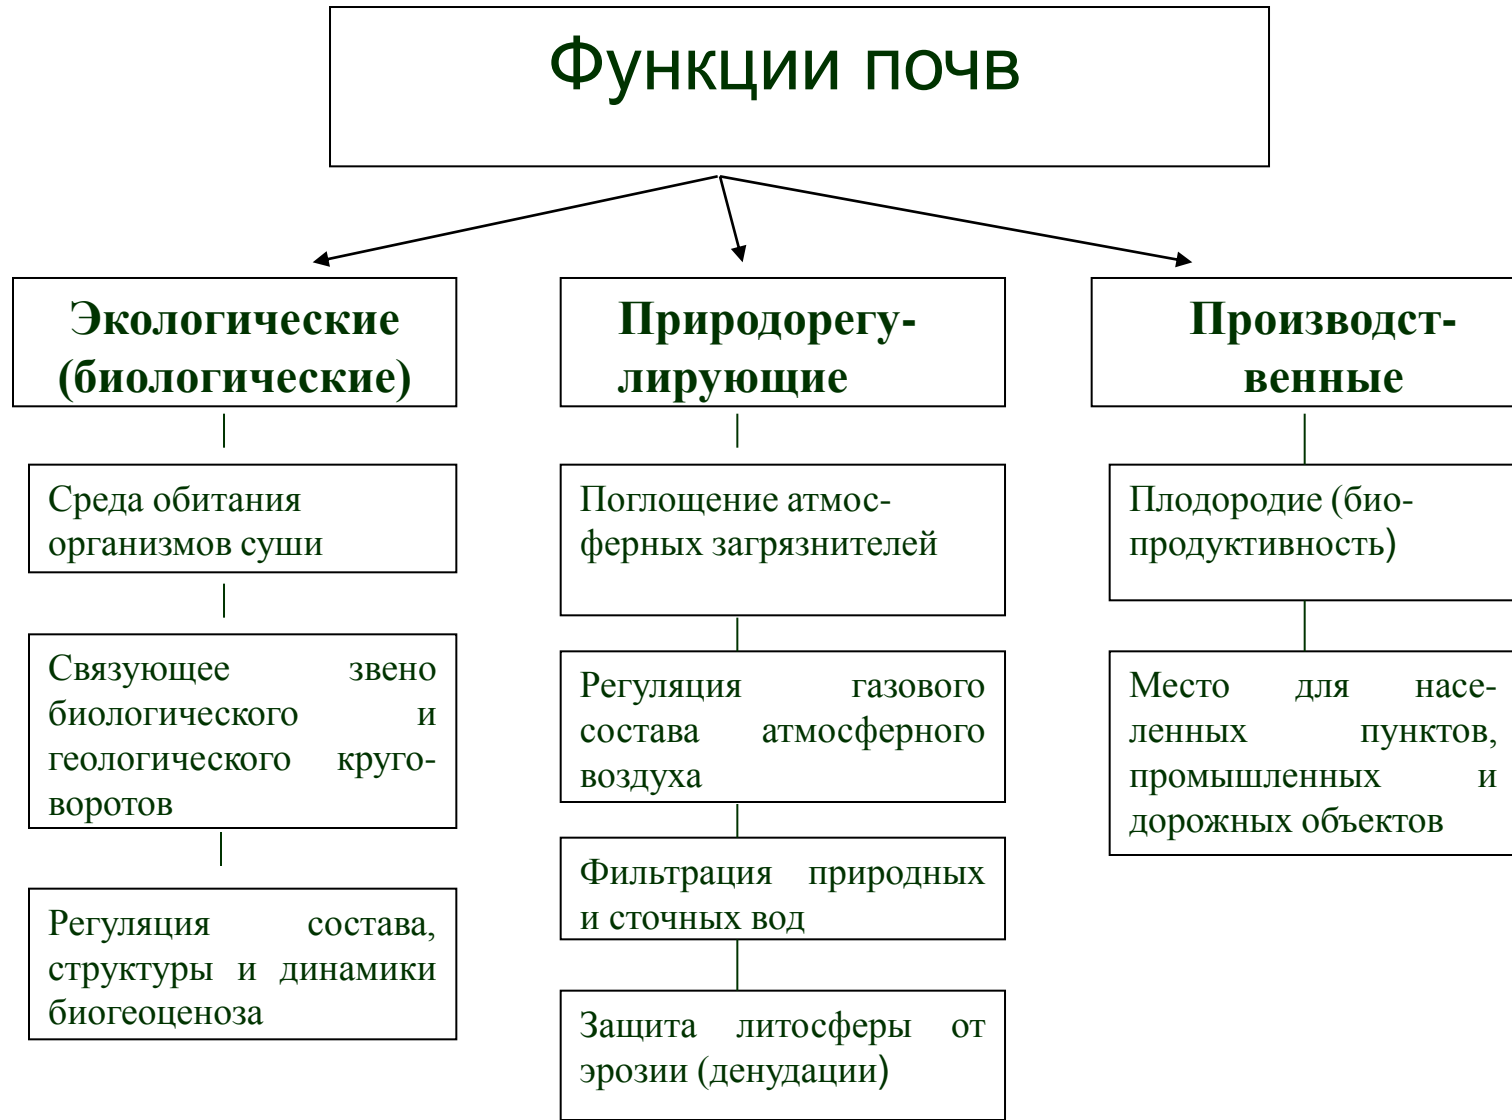 Функции почв
Экологические
(биологические)
Среда обитания
организмов суши
Связующее звено
биологического и
геологического круго-
воротов
Регуляция состава,
структуры и динамики
биогеоценоза
Природорегу-
лирующие
Поглощение атмос-
ферных загрязнителей
Регуляция газового
состава атмосферного
воздуха
Фильтрация природных
и сточных вод
Защита литосферы от
эрозии (денудации)
Производст-
венные
Плодородие (био-
продуктивность)
Место для насе-
ленных пунктов,
промышленных и
дорожных объектов